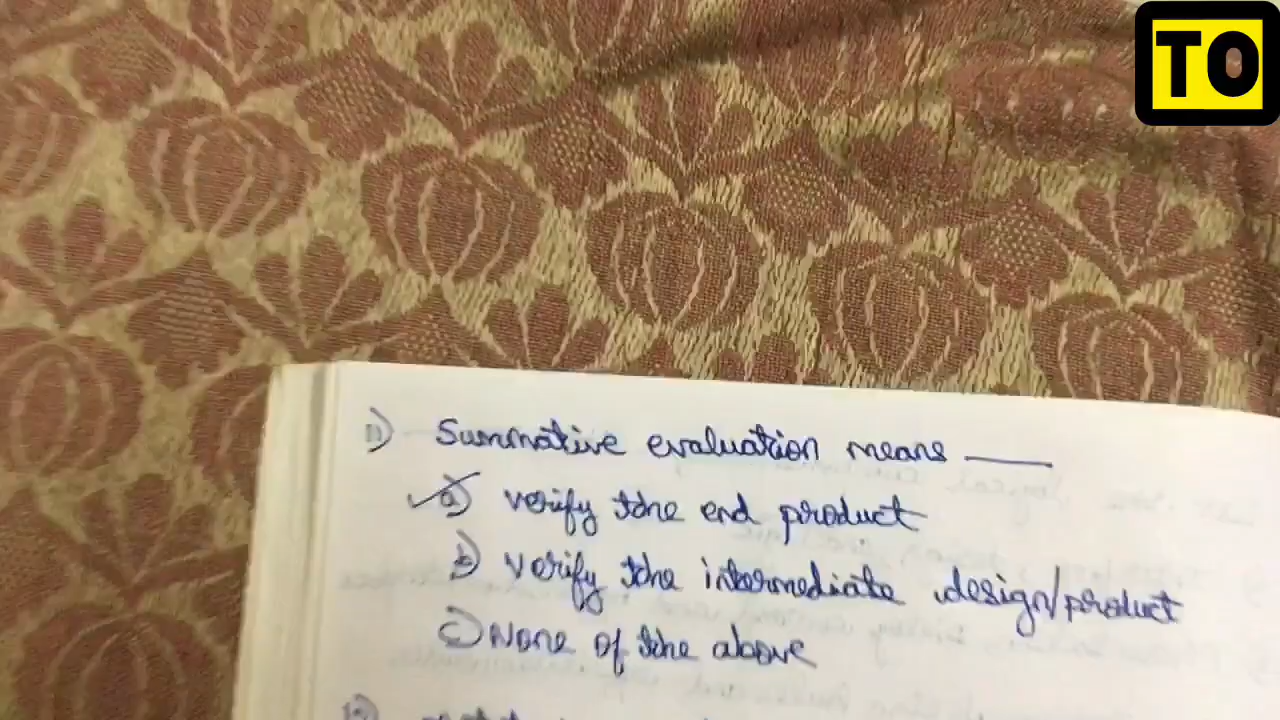 TO
11) Summative evaluation means ____
a) verify the end product
b) verify the intermediate design/product
c) None of the above
12)